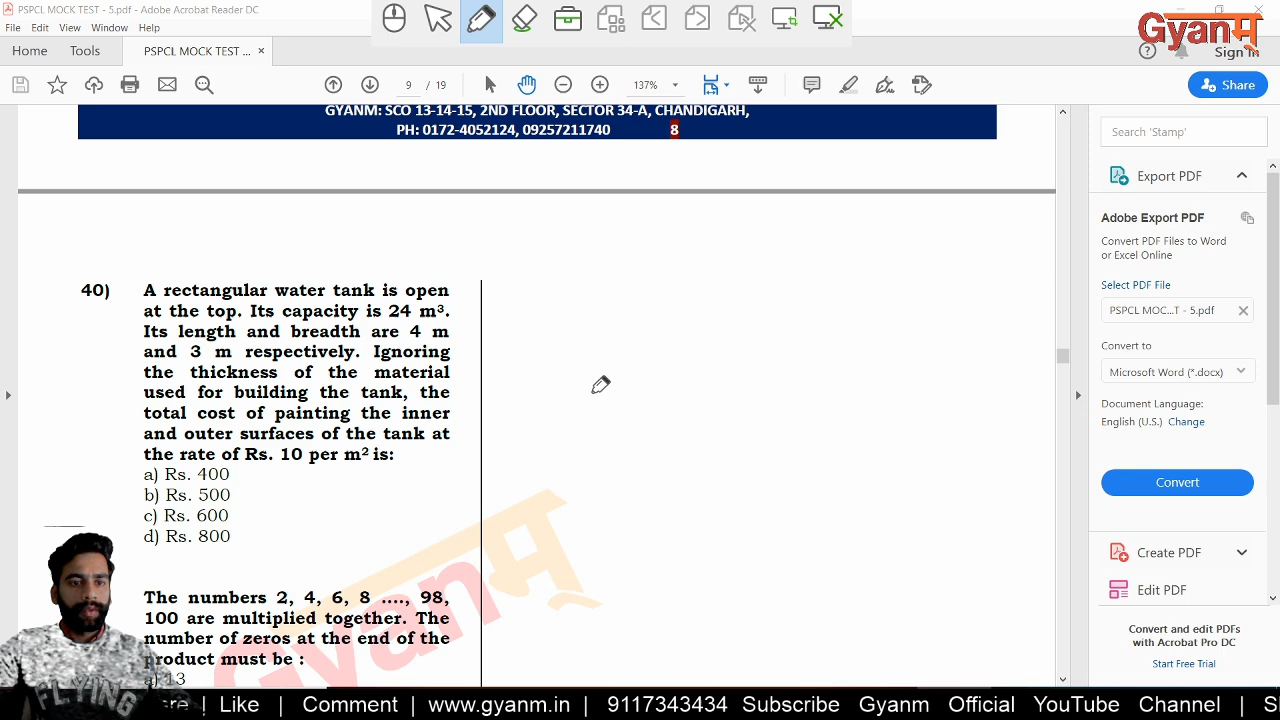 PSPCL MOCK TEST - 5.pdf - Adobe Acrobat Reader DC
File Edit View Window Help
Gyanम्
Home Tools PSPCL MOCK TEST ... ×
Sign In
9 / 19 137%
Share
GYANM: SCO 13-14-15, 2ND FLOOR, SECTOR 34-A, CHANDIGARH,
PH: 0172-4052124, 09257211740 8
40) A rectangular water tank is open
at the top. Its capacity is 24 m³.
Its length and breadth are 4 m
and 3 m respectively. Ignoring
the thickness of the material
used for building the tank, the
total cost of painting the inner
and outer surfaces of the tank at
the rate of Rs. 10 per m² is:
a) Rs. 400
b) Rs. 500
c) Rs. 600
d) Rs. 800
The numbers 2, 4, 6, 8 ...., 98,
100 are multiplied together. The
number of zeros at the end of the
product must be :
a) 13
Gyanम्
Search 'Stamp'
Export PDF
Adobe Export PDF
Convert PDF Files to Word
or Excel Online
Select PDF File
PSPCL MOC...T - 5.pdf
Convert to
Microsoft Word (*.docx)
Document Language:
English (U.S.) Change
Convert
Create PDF
Edit PDF
Convert and edit PDFs
with Acrobat Pro DC
Start Free Trial
FLYING
| Like | Comment | www.gyanm.in | 9117343434 Subscribe Gyanm Official YouTube Channel |